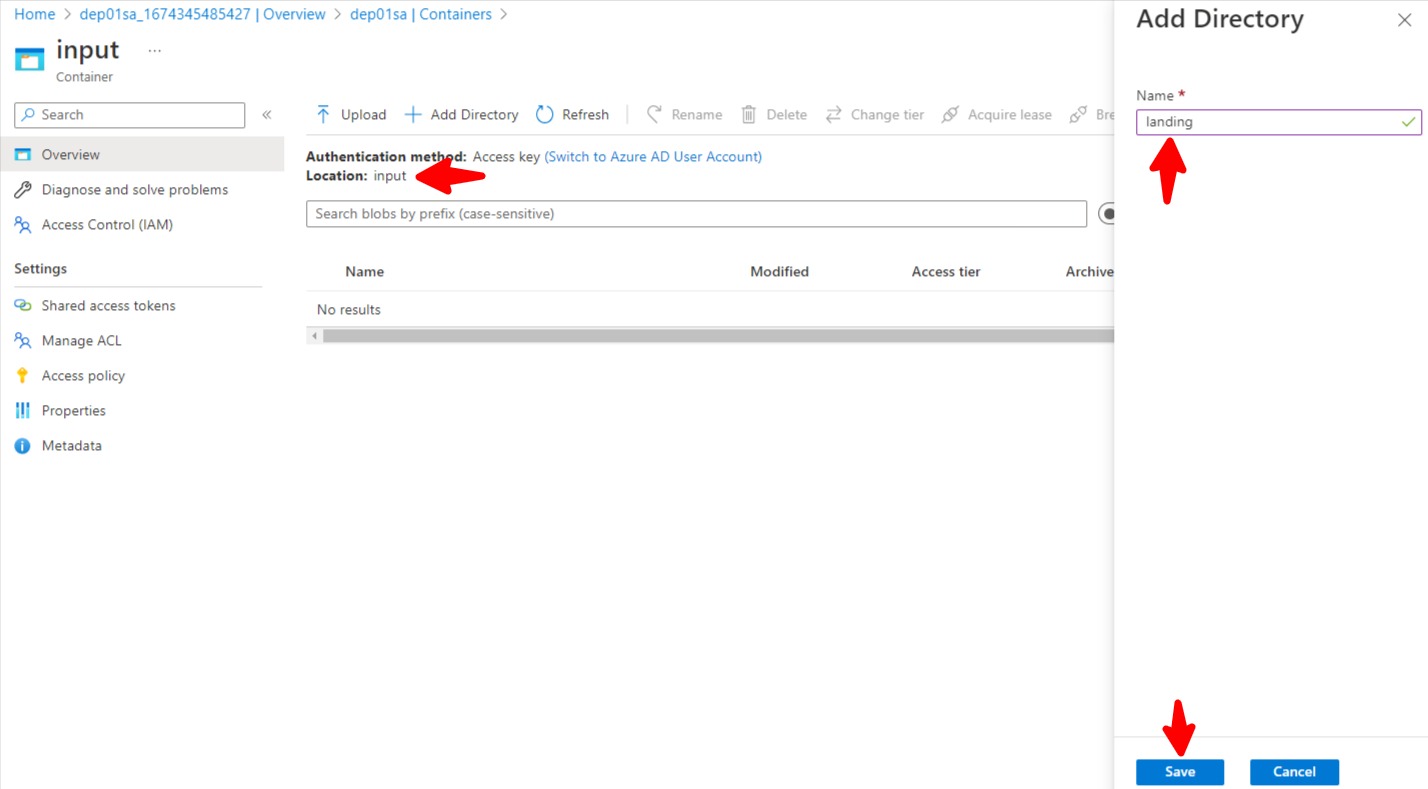 Home > dep01sa_1674345485427 | Overview > dep01sa | Containers >
input ...
Container
Search «
Overview
Diagnose and solve problems
Access Control (IAM)
Settings
Shared access tokens
Manage ACL
Access policy
Properties
Metadata
Upload Add Directory Refresh Rename Delete Change tier Acquire lease Bre
Authentication method: Access key (Switch to Azure AD User Account)
Location: input
Search blobs by prefix (case-sensitive)
Name Modified Access tier Archive
No results
Add Directory
Name *
landing
Save Cancel